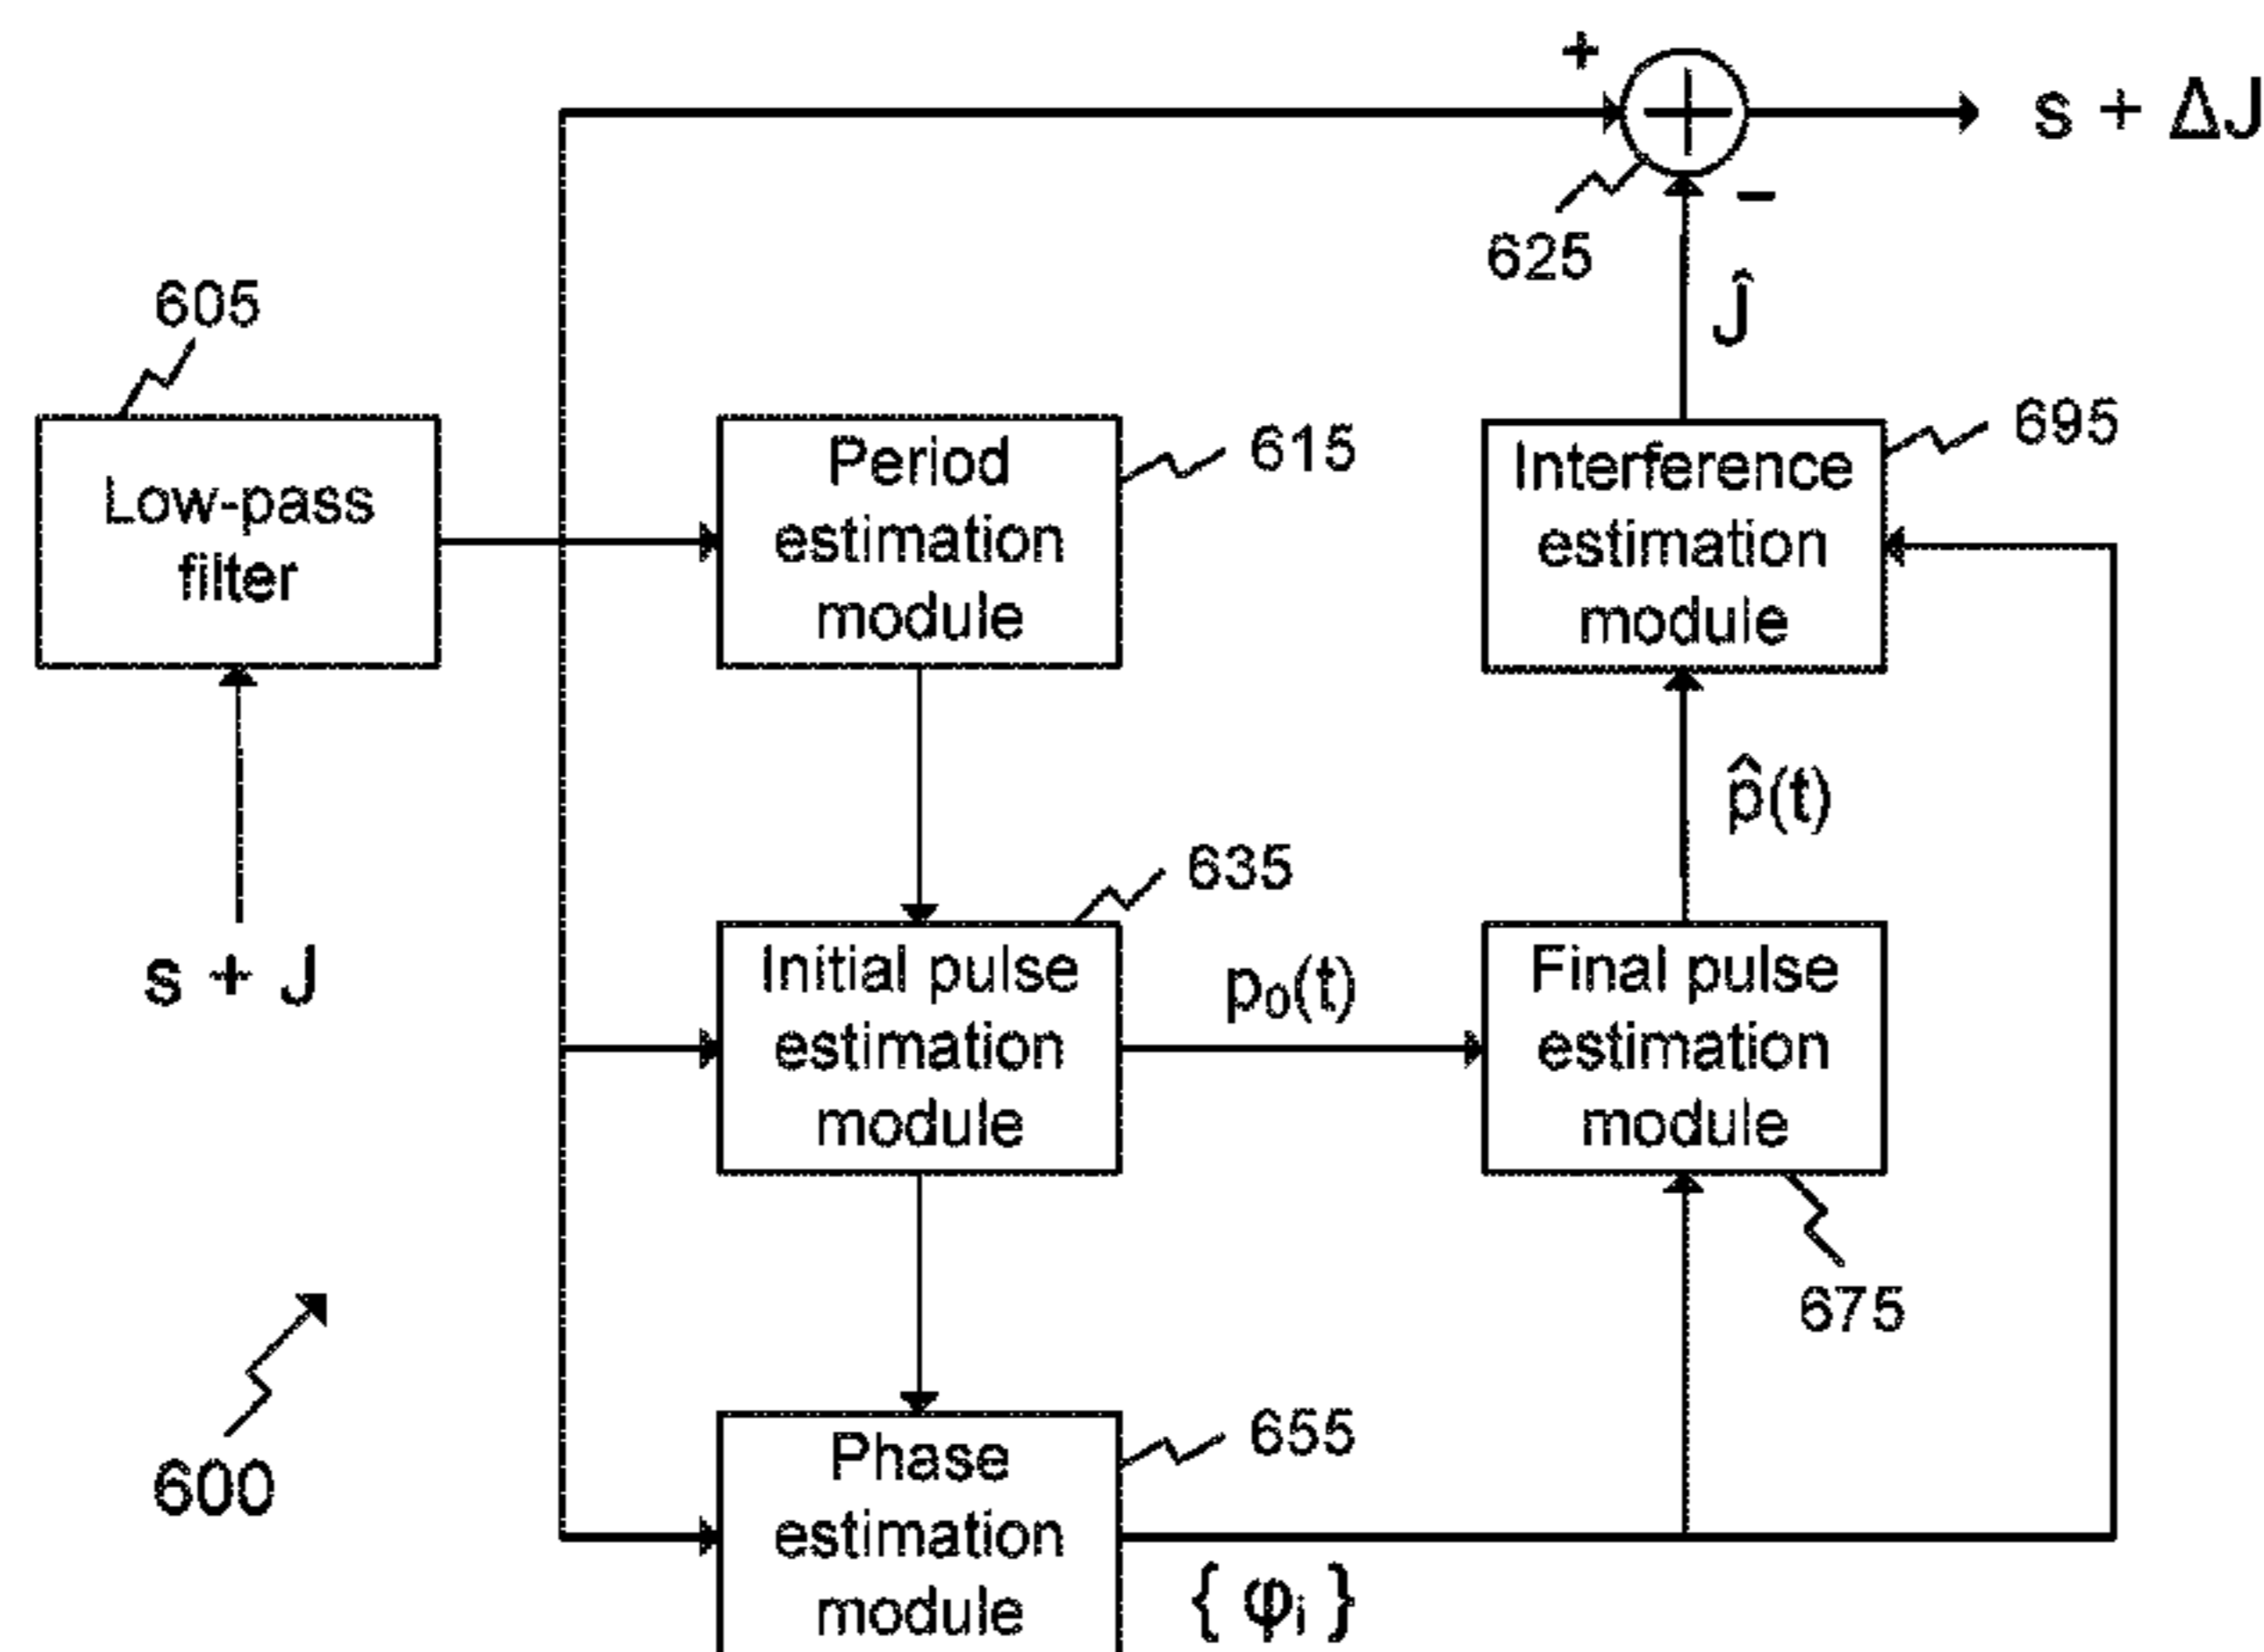 +
s + ΔJ
−
625
Ĵ
605
Low-pass
filter
Period
estimation
module
615
Interference
estimation
module
695
s + J
p̂(t)
635
Initial pulse
estimation
module
p₀(t)
Final pulse
estimation
module
675
600
Phase
estimation
module
655
{ φᵢ }